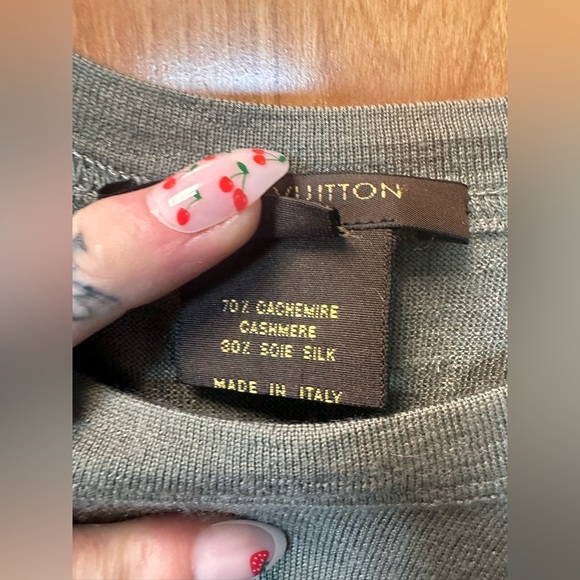 VUITTON
70% CACHEMIRE
CASHMERE
30% SOIE SILK
MADE IN ITALY